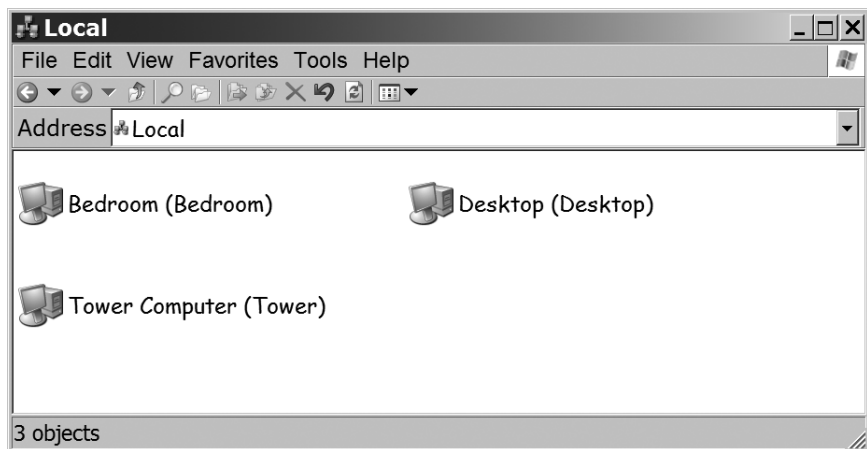 Local
File Edit View Favorites Tools Help
Address Local
Bedroom (Bedroom) Desktop (Desktop)
Tower Computer (Tower)
3 objects